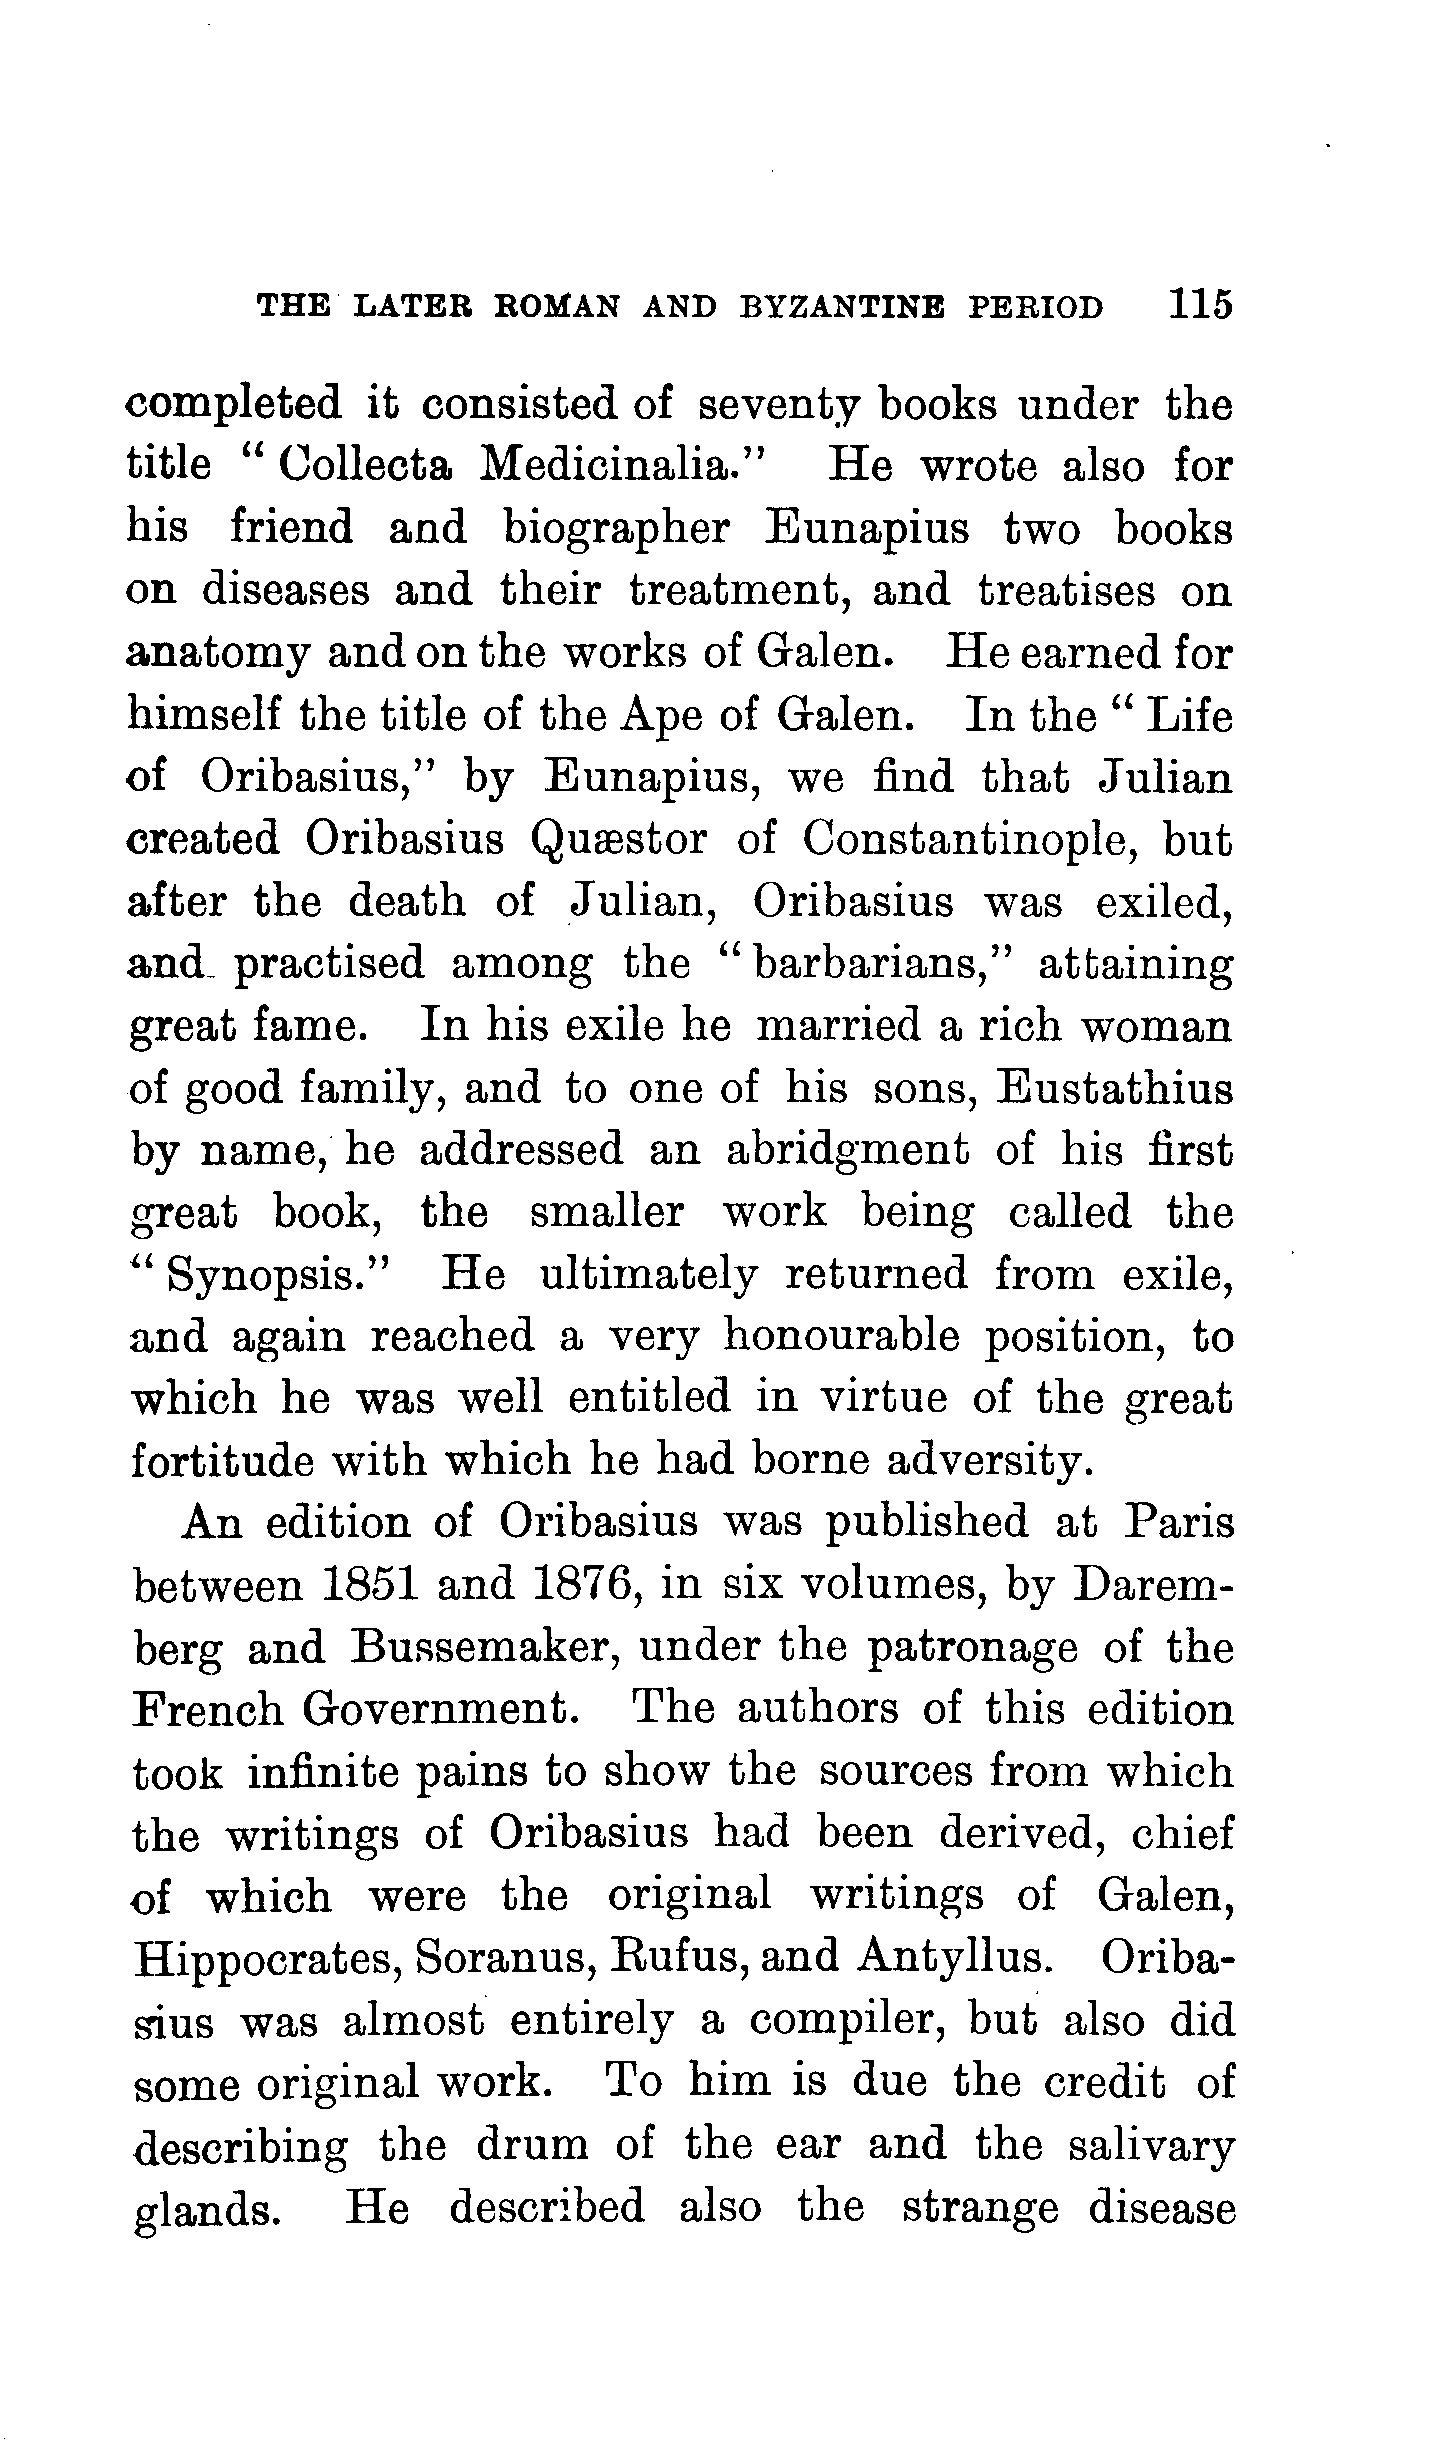 THE LATER ROMAN AND BYZANTINE PERIOD 115
completed it consisted of seventy books under the
title “ Collecta Medicinalia.” He wrote also for
his friend and biographer Eunapius two books
on diseases and their treatment, and treatises on
anatomy and on the works of Galen. He earned for
himself the title of the Ape of Galen. In the “ Life
of Oribasius,” by Eunapius, we find that Julian
created Oribasius Quæstor of Constantinople, but
after the death of Julian, Oribasius was exiled,
and practised among the “ barbarians,” attaining
great fame. In his exile he married a rich woman
of good family, and to one of his sons, Eustathius
by name, he addressed an abridgment of his first
great book, the smaller work being called the
“ Synopsis.” He ultimately returned from exile,
and again reached a very honourable position, to
which he was well entitled in virtue of the great
fortitude with which he had borne adversity.
An edition of Oribasius was published at Paris
between 1851 and 1876, in six volumes, by Darem-
berg and Bussemaker, under the patronage of the
French Government. The authors of this edition
took infinite pains to show the sources from which
the writings of Oribasius had been derived, chief
of which were the original writings of Galen,
Hippocrates, Soranus, Rufus, and Antyllus. Oriba-
sius was almost entirely a compiler, but also did
some original work. To him is due the credit of
describing the drum of the ear and the salivary
glands. He described also the strange disease